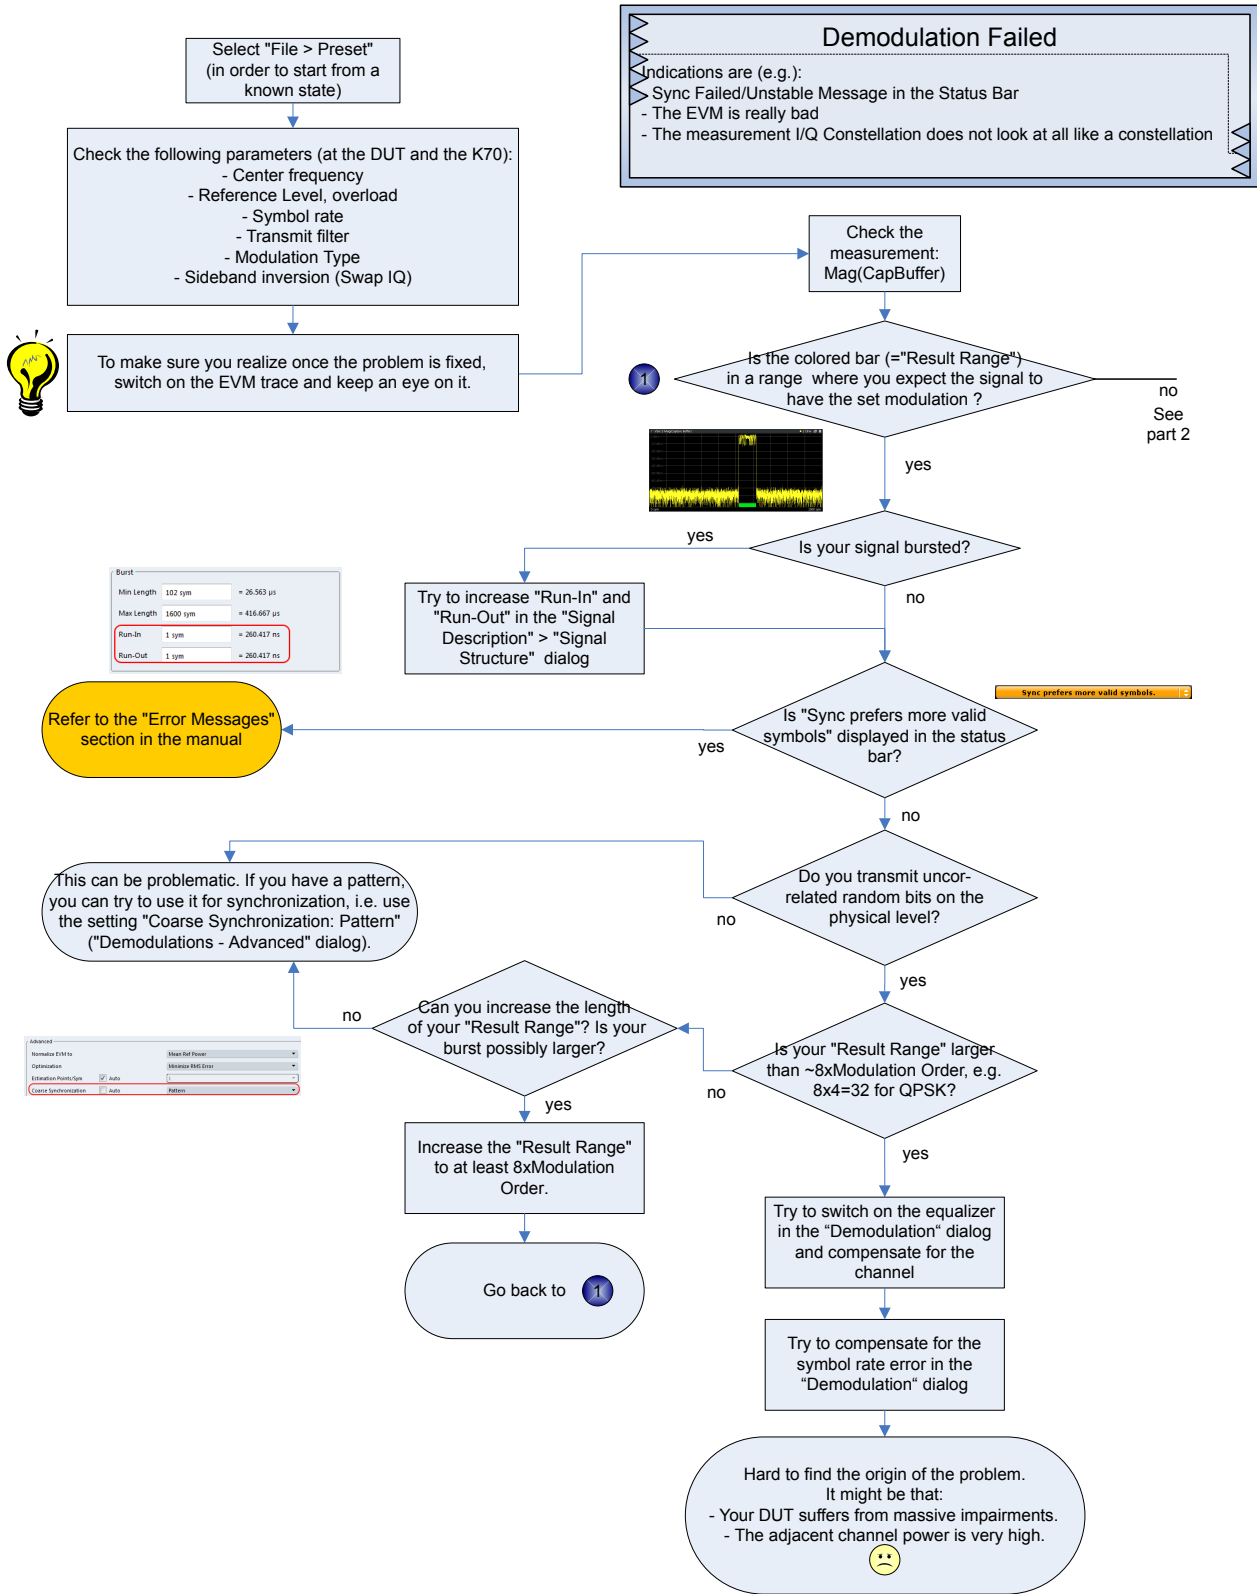 Demodulation Failed
Indications are (e.g.):
- Sync Failed/Unstable Message in the Status Bar
- The EVM is really bad
- The measurement I/Q Constellation does not look at all like a constellation
Select "File > Preset"
(in order to start from a
known state)
Check the following parameters (at the DUT and the K70):
- Center frequency
- Reference Level, overload
- Symbol rate
- Transmit filter
- Modulation Type
- Sideband inversion (Swap IQ)
To make sure you realize once the problem is fixed,
switch on the EVM trace and keep an eye on it.
Check the
measurement:
Mag(CapBuffer)
1
Is the colored bar (="Result Range")
in a range where you expect the signal to
have the set modulation ?
no
See
part 2
yes
Is your signal bursted?
yes
no
Try to increase "Run-In" and
"Run-Out" in the "Signal
Description" > "Signal
Structure" dialog
Burst
Min Length 102 sym = 26.563 µs
Max Length 1600 sym = 416.667 µs
Run-In 1 sym = 260.417 ns
Run-Out 1 sym = 260.417 ns
Sync prefers more valid symbols.
Is "Sync prefers more valid
symbols" displayed in the status
bar?
yes
no
Refer to the "Error Messages"
section in the manual
Do you transmit uncor-
related random bits on the
physical level?
no
yes
This can be problematic. If you have a pattern,
you can try to use it for synchronization, i.e. use
the setting "Coarse Synchronization: Pattern"
("Demodulations - Advanced" dialog).
Advanced
Normalize EVM to Mean Ref Power
Optimization Minimize RMS Error
Estimation Points/Sym Auto
Coarse Synchronization Auto Pattern
Is your "Result Range" larger
than ~8xModulation Order, e.g.
8x4=32 for QPSK?
no
yes
Can you increase the length
of your "Result Range"? Is your
burst possibly larger?
no
yes
Increase the "Result Range"
to at least 8xModulation
Order.
Go back to 1
Try to switch on the equalizer
in the “Demodulation“ dialog
and compensate for the
channel
Try to compensate for the
symbol rate error in the
“Demodulation“ dialog
Hard to find the origin of the problem.
It might be that:
- Your DUT suffers from massive impairments.
- The adjacent channel power is very high.